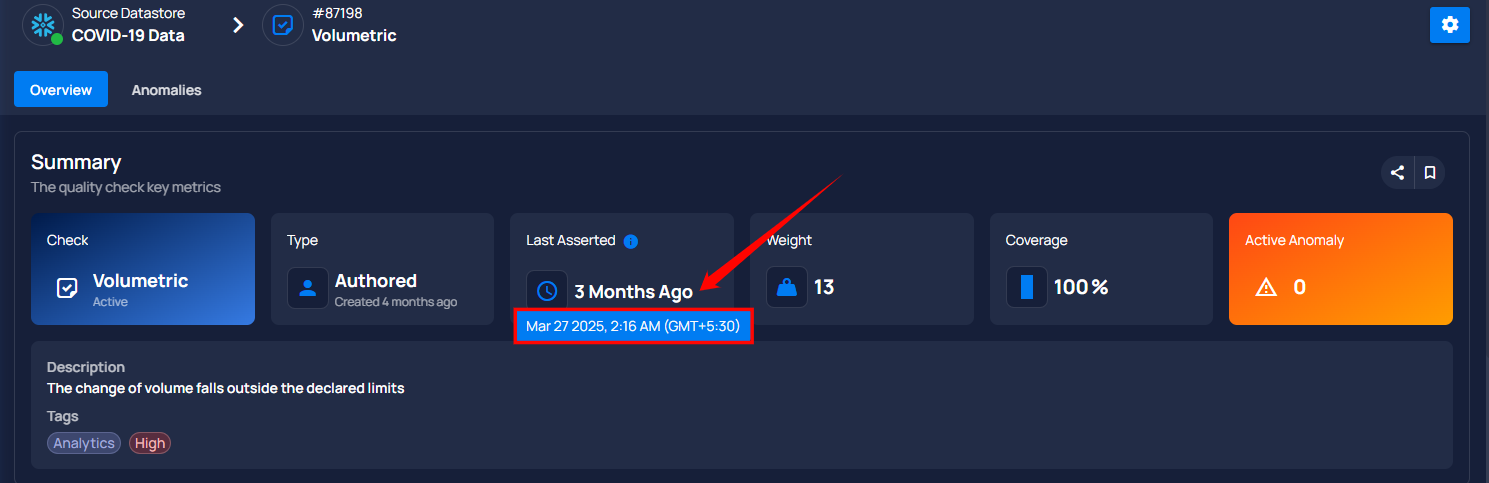 Source Datastore
COVID-19 Data
#87198
Volumetric
Overview
Anomalies
Summary
The quality check key metrics
Check
Volumetric
Active
Type
Authored
Created 4 months ago
Last Asserted
3 Months Ago
Mar 27 2025, 2:16 AM (GMT+5:30)
Weight
13
Coverage
100%
Active Anomaly
0
Description
The change of volume falls outside the declared limits
Tags
Analytics
High